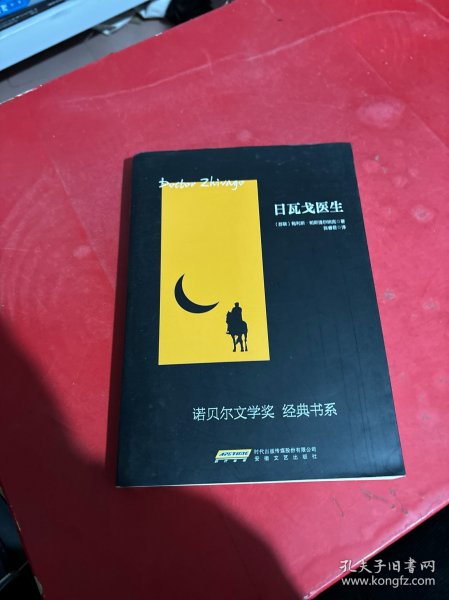 Doctor Zhivago
日瓦戈医生
（苏联）鲍利斯·帕斯捷尔纳克 著
诺贝尔文学奖 经典书系
时代出版传媒股份有限公司
安徽文艺出版社
孔夫子旧书网
www.kongfz.com